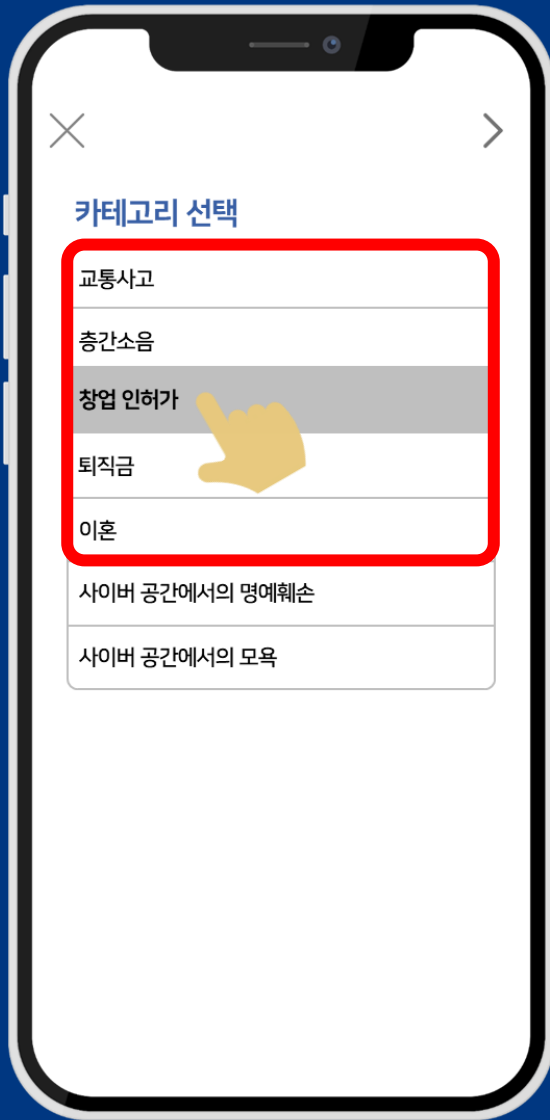 카테고리 선택
교통사고
층간소음
창업 인허가
퇴직금
이혼
사이버 공간에서의 명예훼손
사이버 공간에서의 모욕